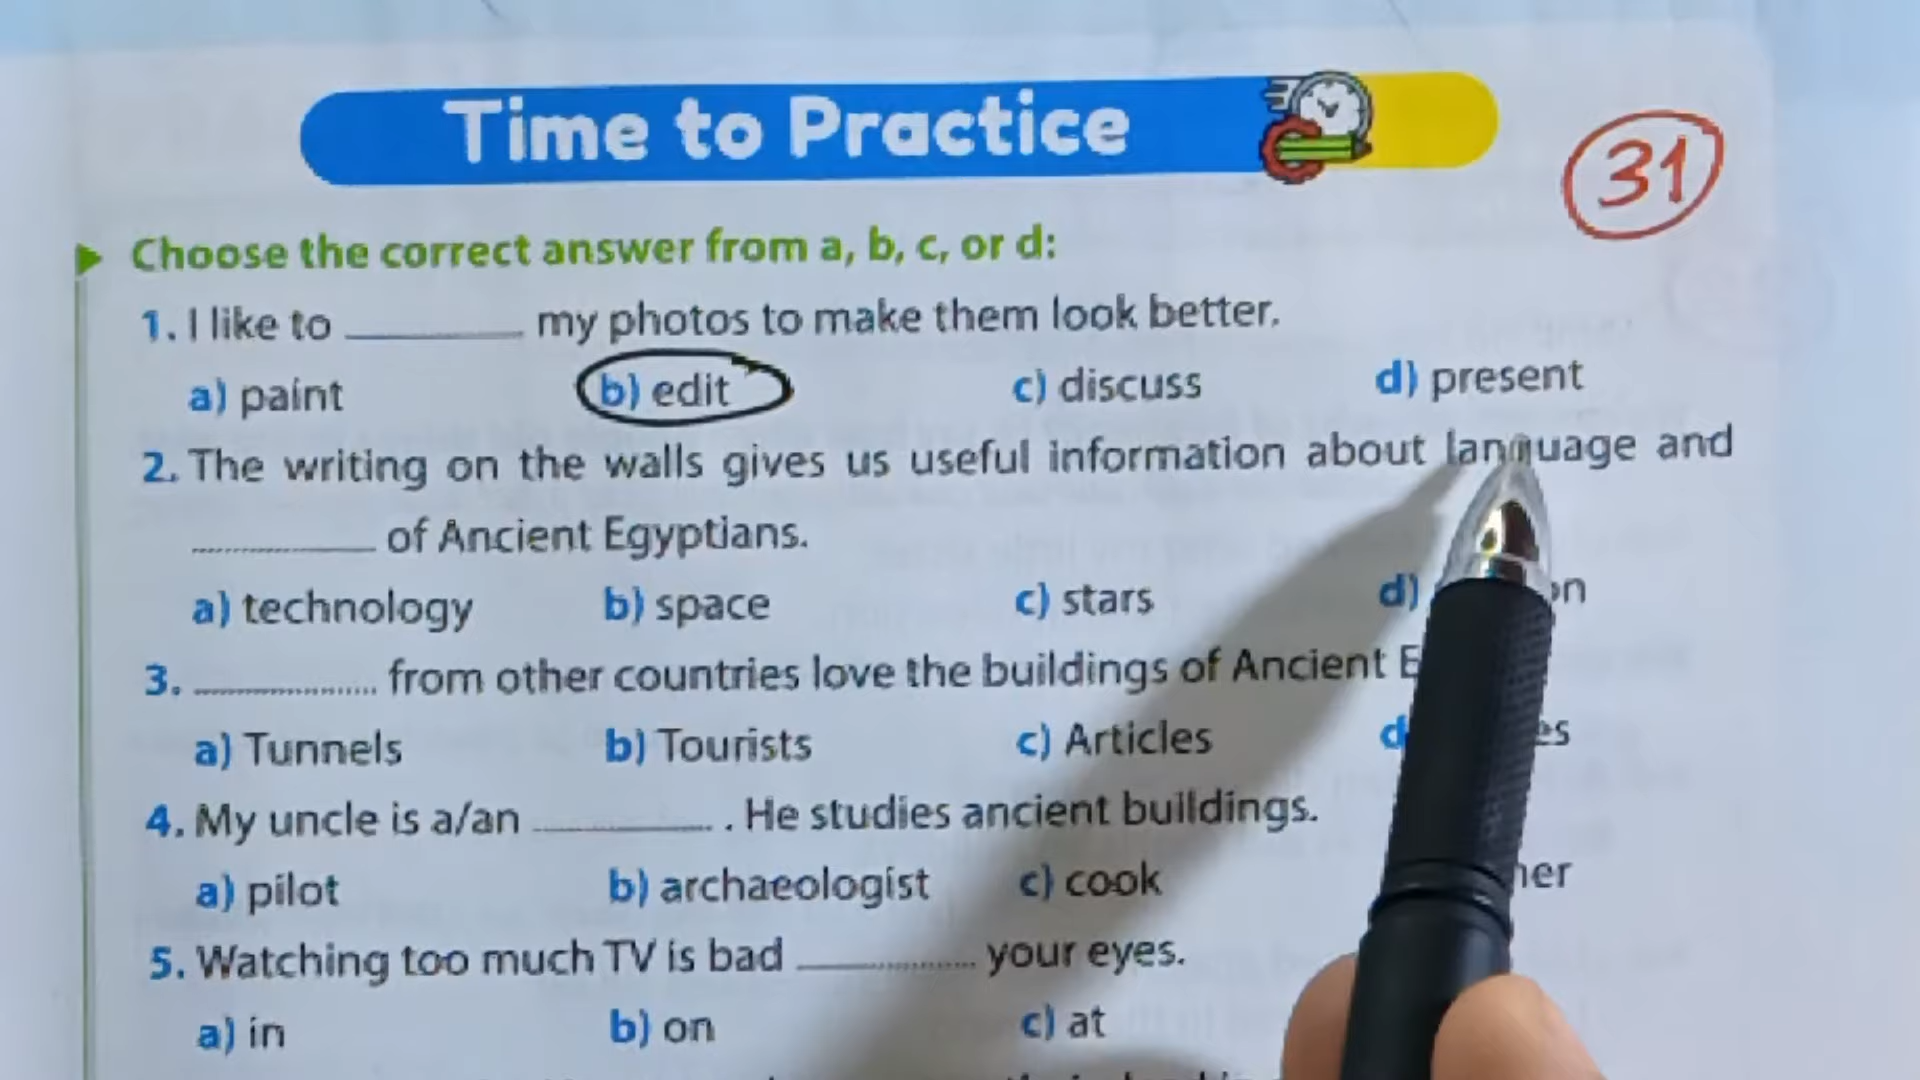 Time to Practice
31
Choose the correct answer from a, b, c, or d:
1. I like to ________ my photos to make them look better.
a) paint b) edit c) discuss d) present
2. The writing on the walls gives us useful information about language and
................ of Ancient Egyptians.
a) technology b) space c) stars d)
3. ................ from other countries love the buildings of Ancient
a) Tunnels b) Tourists c) Articles d
4. My uncle is a/an ................ . He studies ancient buildings.
a) pilot b) archaeologist c) cook
5. Watching too much TV is bad ................ your eyes.
a) in b) on c) at